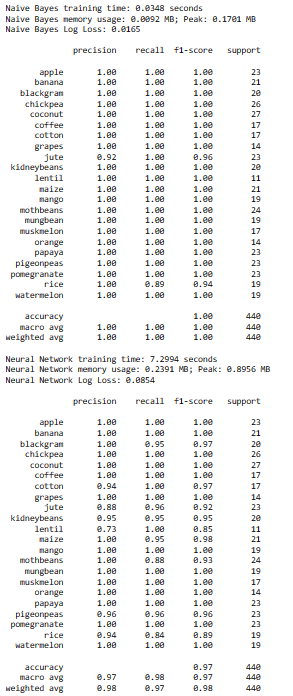 Naive Bayes training time: 0.0348 seconds
Naive Bayes memory usage: 0.0092 MB; Peak: 0.1701 MB
Naive Bayes Log Loss: 0.0165
precision recall f1-score support
apple 1.00 1.00 1.00 23
banana 1.00 1.00 1.00 21
blackgram 1.00 1.00 1.00 20
chickpea 1.00 1.00 1.00 26
coconut 1.00 1.00 1.00 27
coffee 1.00 1.00 1.00 17
cotton 1.00 1.00 1.00 17
grapes 1.00 1.00 1.00 14
jute 0.92 1.00 0.96 23
kidneybeans 1.00 1.00 1.00 20
lentil 1.00 1.00 1.00 11
maize 1.00 1.00 1.00 21
mango 1.00 1.00 1.00 19
mothbeans 1.00 1.00 1.00 24
mungbean 1.00 1.00 1.00 19
muskmelon 1.00 1.00 1.00 17
orange 1.00 1.00 1.00 14
papaya 1.00 1.00 1.00 23
pigeonpeas 1.00 1.00 1.00 23
pomegranate 1.00 1.00 1.00 23
rice 1.00 0.89 0.94 19
watermelon 1.00 1.00 1.00 19
accuracy 1.00 440
macro avg 1.00 1.00 1.00 440
weighted avg 1.00 1.00 1.00 440
Neural Network training time: 7.2994 seconds
Neural Network memory usage: 0.2391 MB; Peak: 0.8956 MB
Neural Network Log Loss: 0.0854
precision recall f1-score support
apple 1.00 1.00 1.00 23
banana 1.00 1.00 1.00 21
blackgram 1.00 0.95 0.97 20
chickpea 1.00 1.00 1.00 26
coconut 1.00 1.00 1.00 27
coffee 1.00 1.00 1.00 17
cotton 0.94 1.00 0.97 17
grapes 1.00 1.00 1.00 14
jute 0.88 0.96 0.92 23
kidneybeans 0.95 0.95 0.95 20
lentil 0.73 1.00 0.85 11
maize 1.00 0.95 0.98 21
mango 1.00 1.00 1.00 19
mothbeans 1.00 0.88 0.93 24
mungbean 1.00 1.00 1.00 19
muskmelon 1.00 1.00 1.00 17
orange 1.00 1.00 1.00 14
papaya 1.00 1.00 1.00 23
pigeonpeas 0.96 0.96 0.96 23
pomegranate 1.00 1.00 1.00 23
rice 0.94 0.84 0.89 19
watermelon 1.00 1.00 1.00 19
accuracy 0.97 440
macro avg 0.97 0.98 0.97 440
weighted avg 0.98 0.97 0.98 440